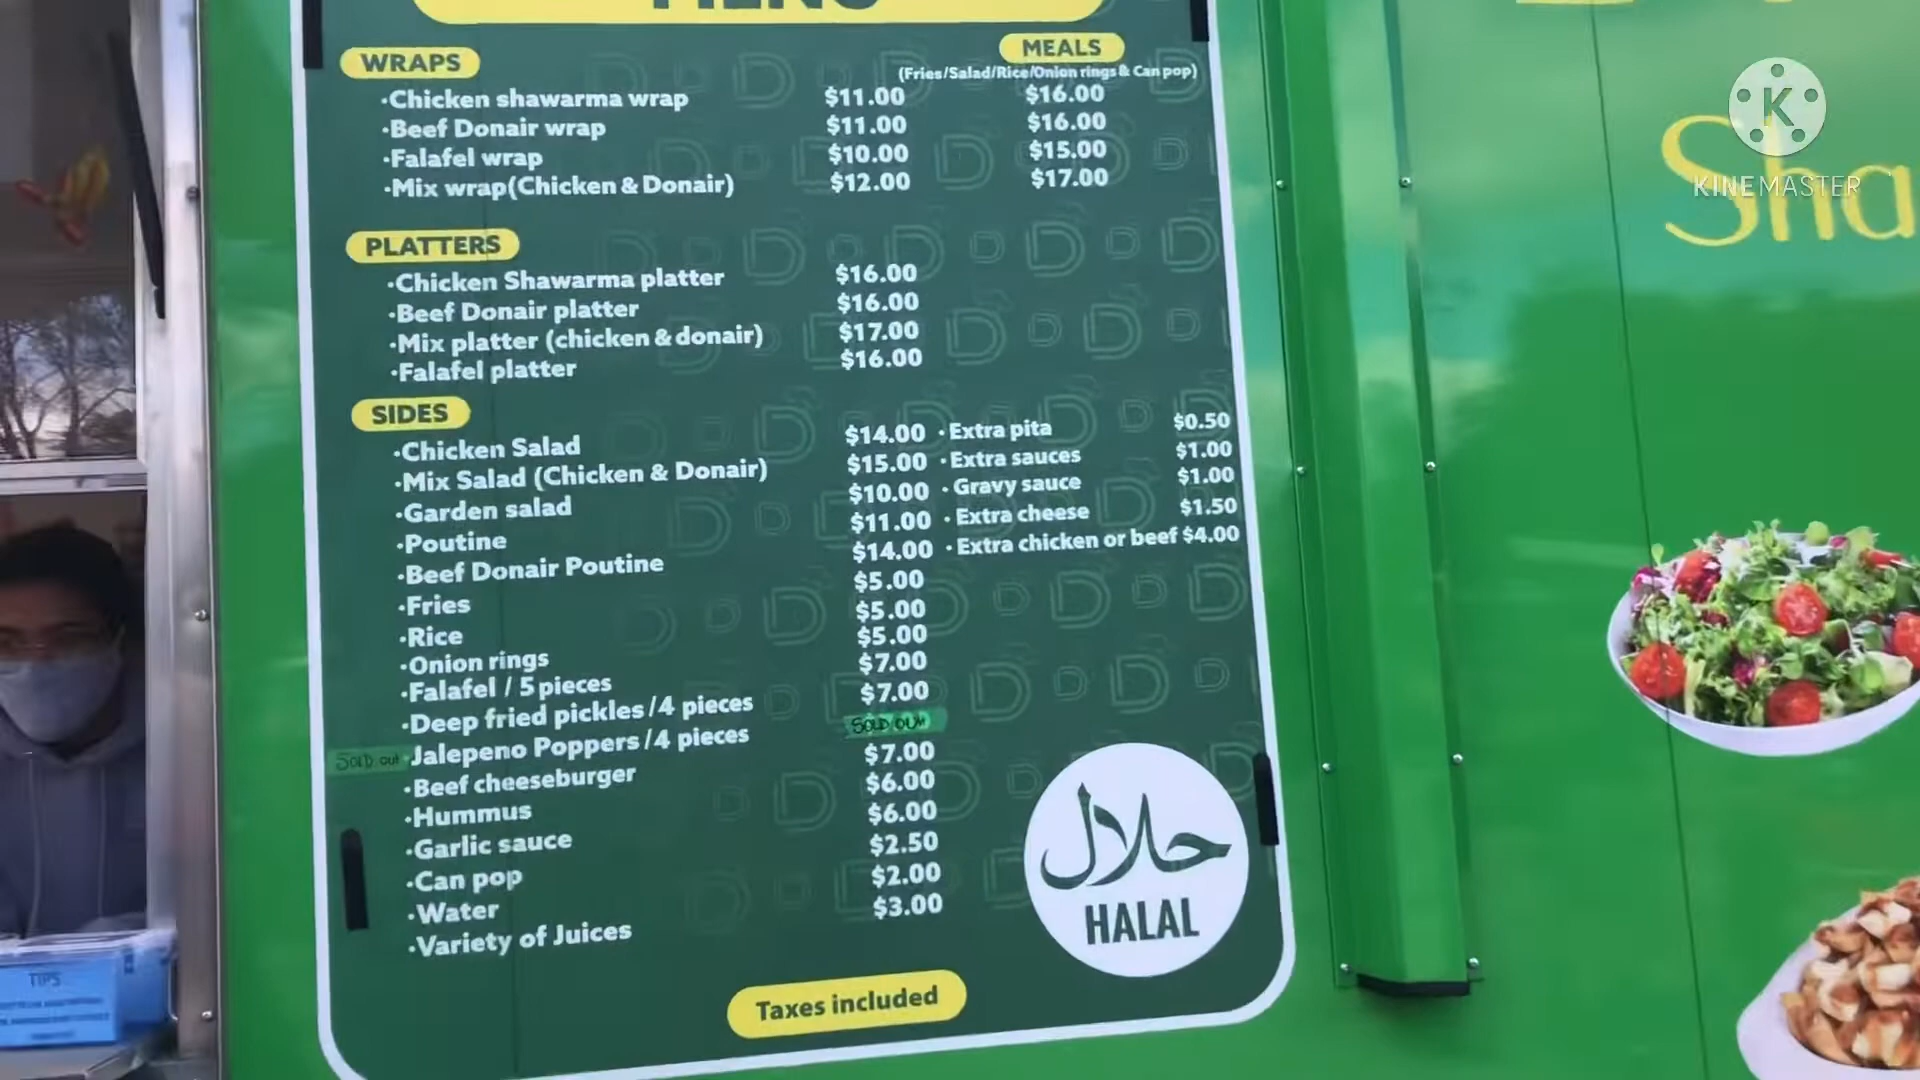 WRAPS
MEALS
(Fries/Salad/Rice/Onion rings & Can pop)
·Chicken shawarma wrap $11.00 $16.00
·Beef Donair wrap $11.00 $16.00
·Falafel wrap $10.00 $15.00
·Mix wrap(Chicken & Donair) $12.00 $17.00
PLATTERS
·Chicken Shawarma platter $16.00
·Beef Donair platter $16.00
·Mix platter (chicken & donair) $17.00
·Falafel platter $16.00
SIDES
·Chicken Salad $14.00 · Extra pita $0.50
·Mix Salad (Chicken & Donair) $15.00 · Extra sauces $1.00
·Garden salad $10.00 · Gravy sauce $1.00
·Poutine $11.00 · Extra cheese $1.50
·Beef Donair Poutine $14.00 · Extra chicken or beef $4.00
·Fries $5.00
·Rice $5.00
·Onion rings $5.00
·Falafel / 5 pieces $7.00
·Deep fried pickles /4 pieces $7.00
SOLD out ·Jalepeno Poppers /4 pieces SOLD OUT
·Beef cheeseburger $7.00
·Hummus $6.00
·Garlic sauce $6.00
·Can pop $2.50
·Water $2.00
·Variety of Juices $3.00
حلال
HALAL
Taxes included
TIPS
K
KINEMASTER
Sha